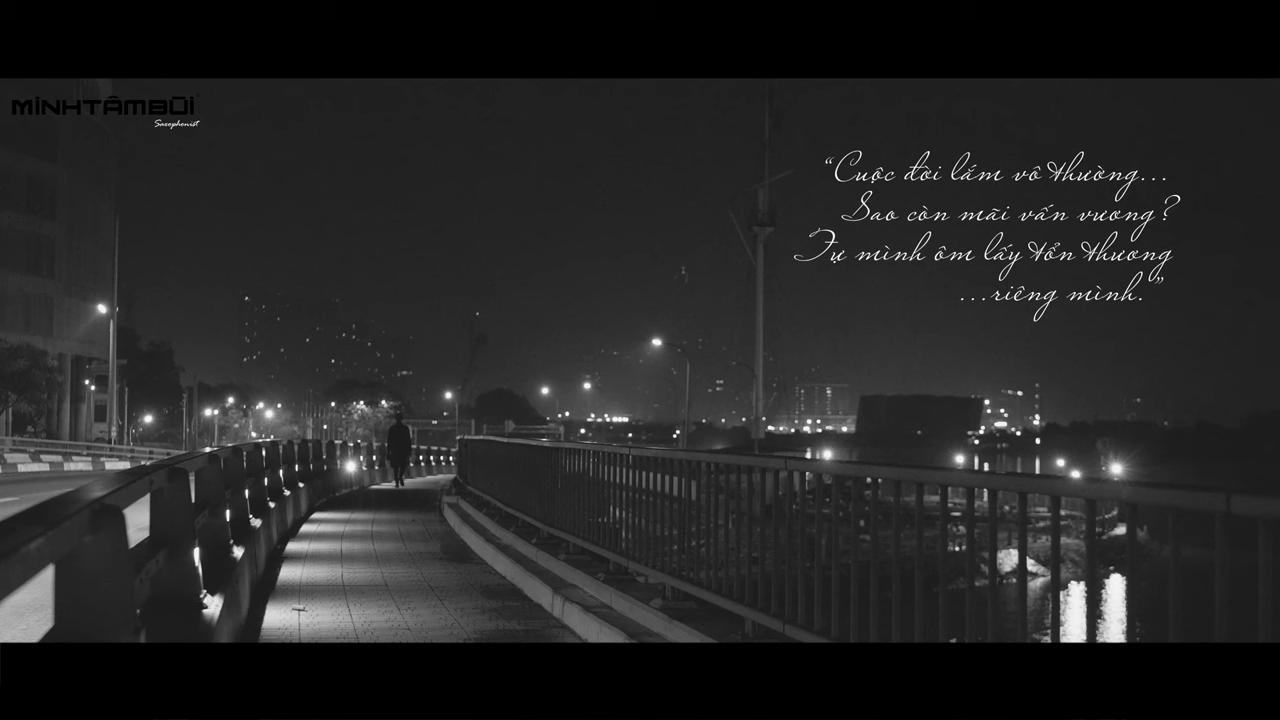 MINHTÂMBÙI
Saxophonist
“Cuộc đời lắm vô thường...
Sao còn mãi vấn vương?
Tự mình ôm lấy tổn thương
...riêng mình.”